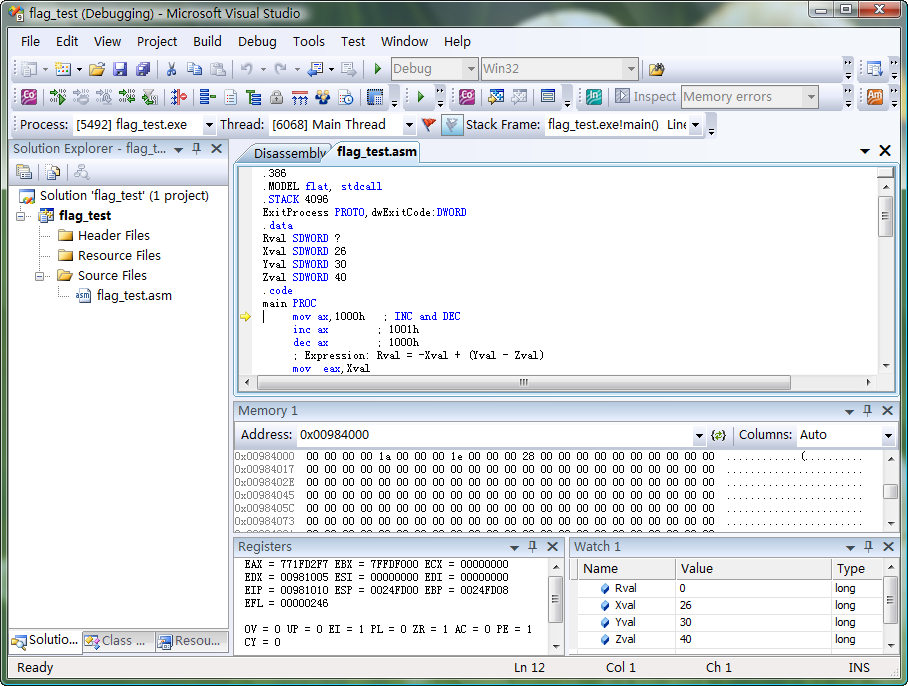 flag_test (Debugging) - Microsoft Visual Studio
File Edit View Project Build Debug Tools Test Window Help
Debug Win32
Inspect Memory errors
Process: [5492] flag_test.exe Thread: [6068] Main Thread Stack Frame: flag_test.exe!main() Line
Solution Explorer - flag_t...
Solution 'flag_test' (1 project)
flag_test
Header Files
Resource Files
Source Files
flag_test.asm
Solutio... Class ... Resou...
Disassembly flag_test.asm
.386
.MODEL flat, stdcall
.STACK 4096
ExitProcess PROTO,dwExitCode:DWORD
.data
Rval SDWORD ?
Xval SDWORD 26
Yval SDWORD 30
Zval SDWORD 40
.code
main PROC
mov ax,1000h ; INC and DEC
inc ax ; 1001h
dec ax ; 1000h
; Expression: Rval = -Xval + (Yval - Zval)
mov eax,Xval
Memory 1
Address: 0x00984000 Columns: Auto
0x00984000 00 00 00 00 1a 00 00 00 1e 00 00 00 28 00 00 00 00 00 00 00 00 00 00 ............(..........
0x00984017 00 00 00 00 00 00 00 00 00 00 00 00 00 00 00 00 00 00 00 00 00 00 00 .......................
0x0098402E 00 00 00 00 00 00 00 00 00 00 00 00 00 00 00 00 00 00 00 00 00 00 00 .......................
0x00984045 00 00 00 00 00 00 00 00 00 00 00 00 00 00 00 00 00 00 00 00 00 00 00 .......................
0x0098405C 00 00 00 00 00 00 00 00 00 00 00 00 00 00 00 00 00 00 00 00 00 00 00 .......................
0x00984073 00 00 00 00 00 00 00 00 00 00 00 00 00 00 00 00 00 00 00 00 00 00 00 .......................
Registers
EAX = 771FD2F7 EBX = 7FFDF000 ECX = 00000000
EDX = 00981005 ESI = 00000000 EDI = 00000000
EIP = 00981010 ESP = 0024FD00 EBP = 0024FD08
EFL = 00000246
OV = 0 UP = 0 EI = 1 PL = 0 ZR = 1 AC = 0 PE = 1
CY = 0
Watch 1
Name Value Type
Rval 0 long
Xval 26 long
Yval 30 long
Zval 40 long
Ready Ln 12 Col 1 Ch 1 INS